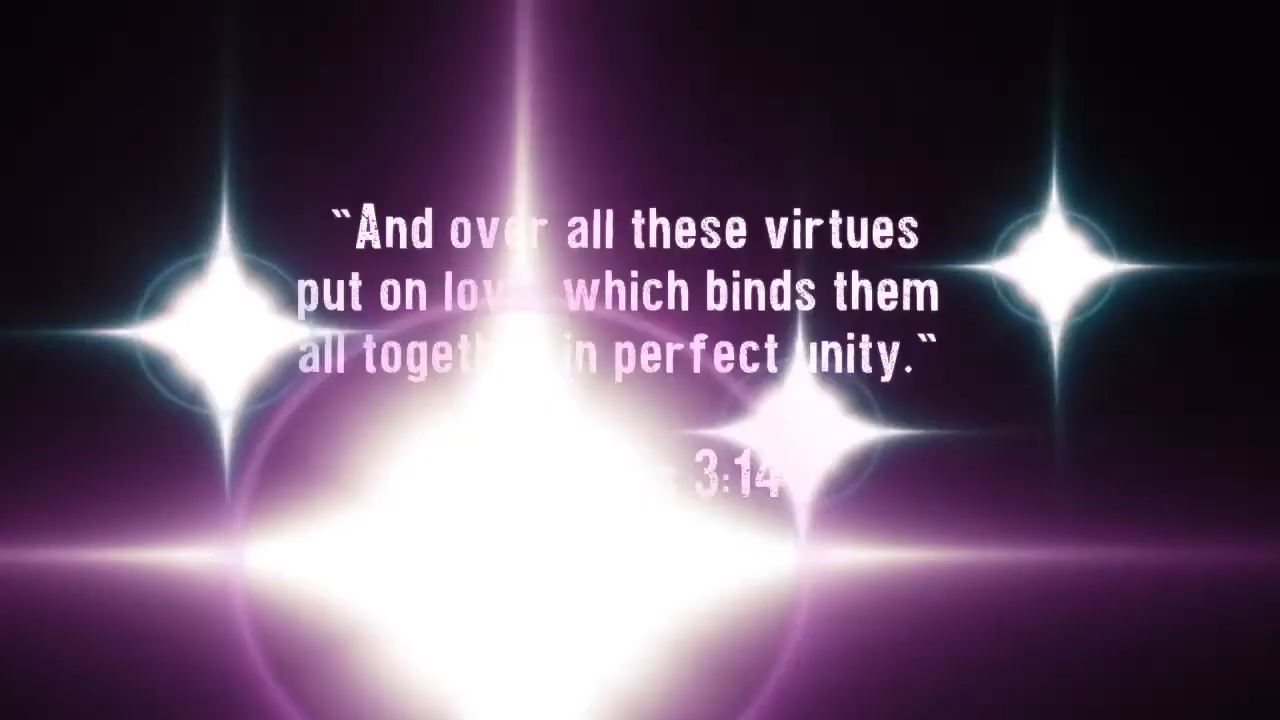 "And over all these virtues
put on love, which binds them
all together in perfect unity."
3:14